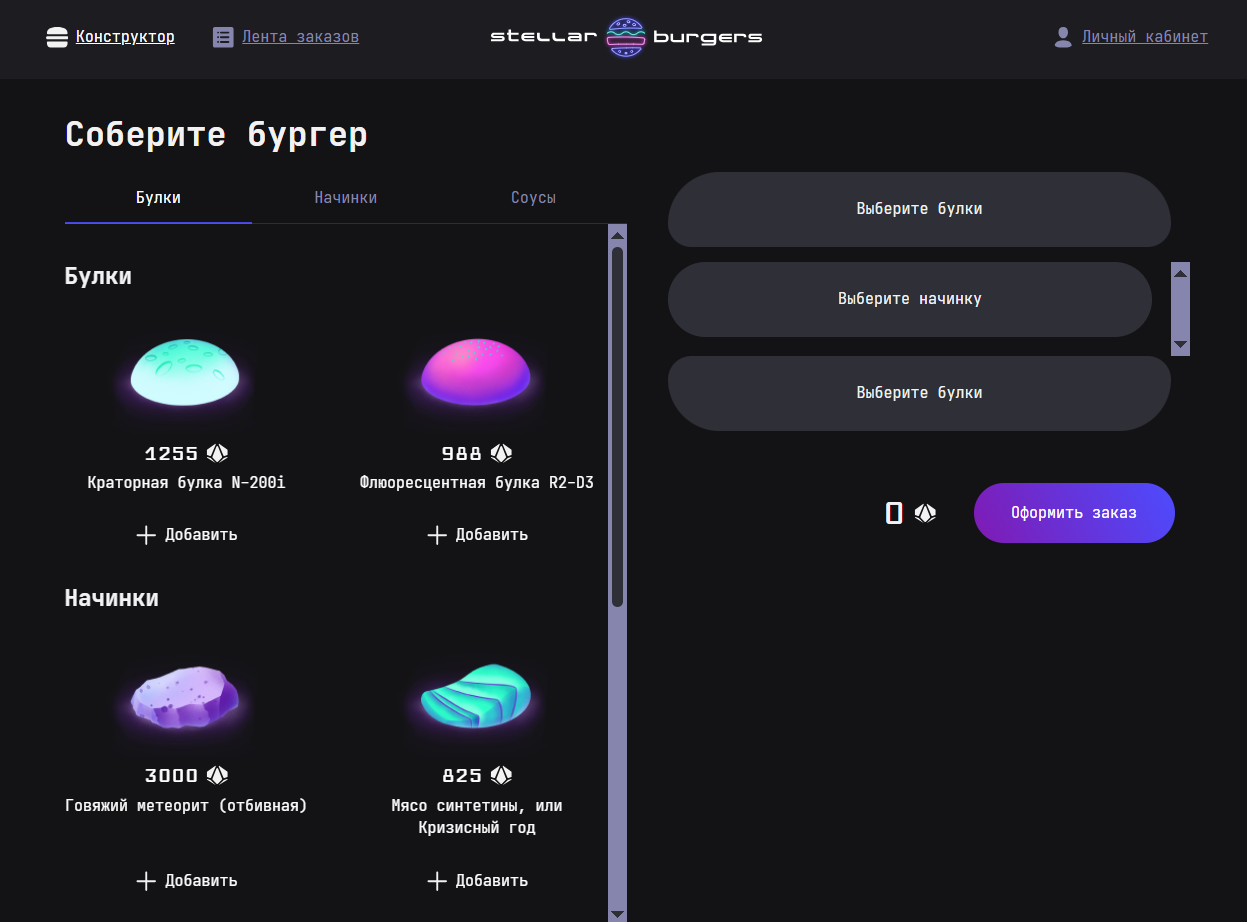 Конструктор
Лента заказов
stellar burgers
Личный кабинет
Соберите бургер
Булки
Начинки
Соусы
Булки
1255
988
Краторная булка N-200i
Флюоресцентная булка R2-D3
Добавить
Добавить
Начинки
3000
825
Говяжий метеорит (отбивная)
Мясо синтетины, или
Кризисный год
Добавить
Добавить
Выберите булки
Выберите начинку
Выберите булки
0
Оформить заказ